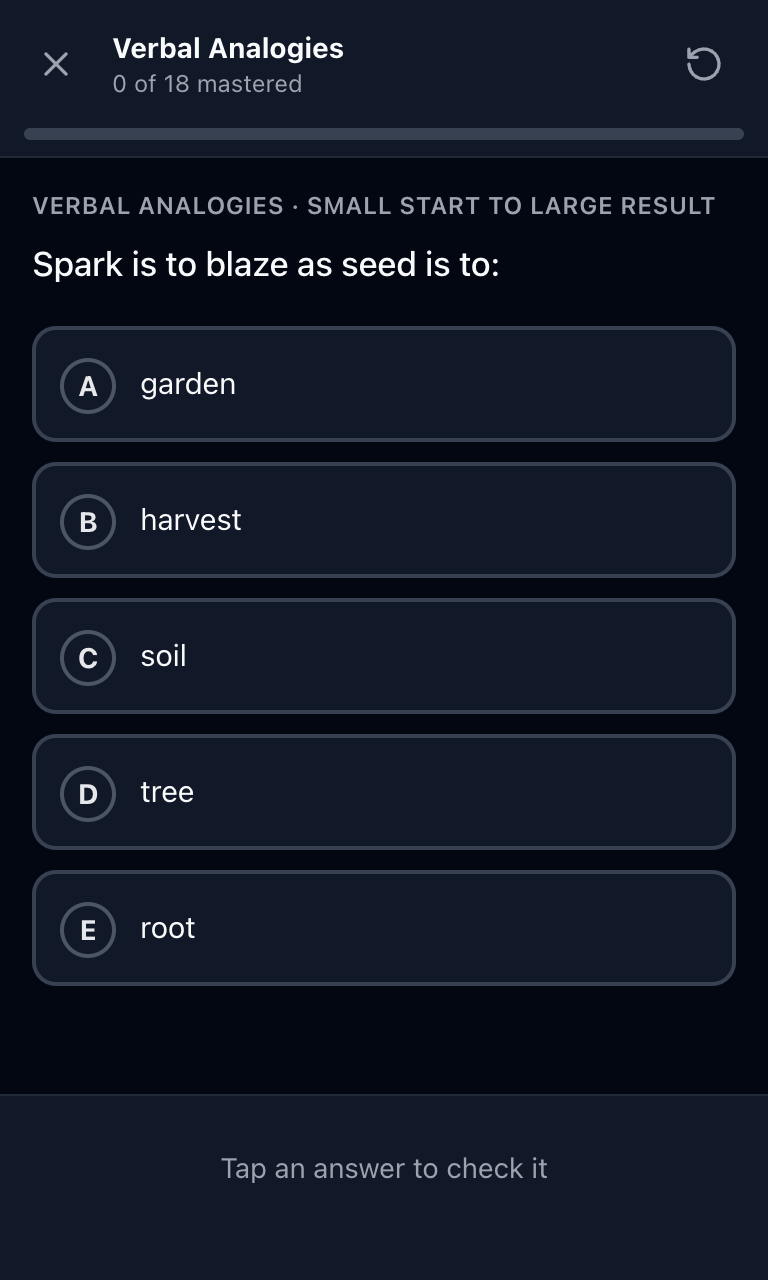 Verbal Analogies
0 of 18 mastered
VERBAL ANALOGIES · SMALL START TO LARGE RESULT
Spark is to blaze as seed is to:
A garden
B harvest
C soil
D tree
E root
Tap an answer to check it